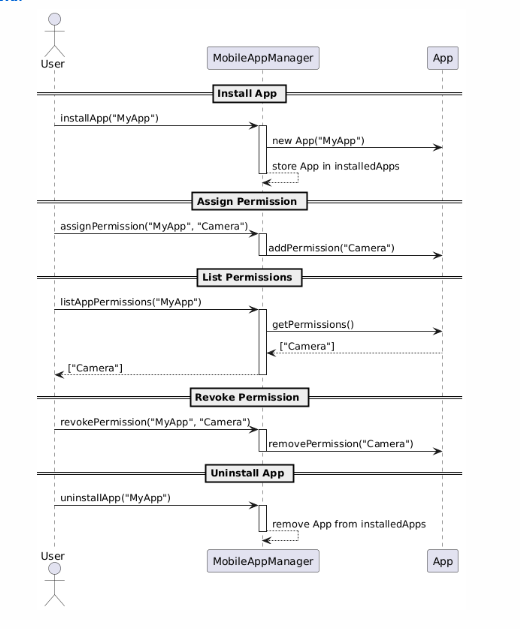 User
MobileAppManager
App
Install App
installApp("MyApp")
new App("MyApp")
store App in installedApps
Assign Permission
assignPermission("MyApp", "Camera")
addPermission("Camera")
List Permissions
listAppPermissions("MyApp")
getPermissions()
["Camera"]
["Camera"]
Revoke Permission
revokePermission("MyApp", "Camera")
removePermission("Camera")
Uninstall App
uninstallApp("MyApp")
remove App from installedApps
User
MobileAppManager
App